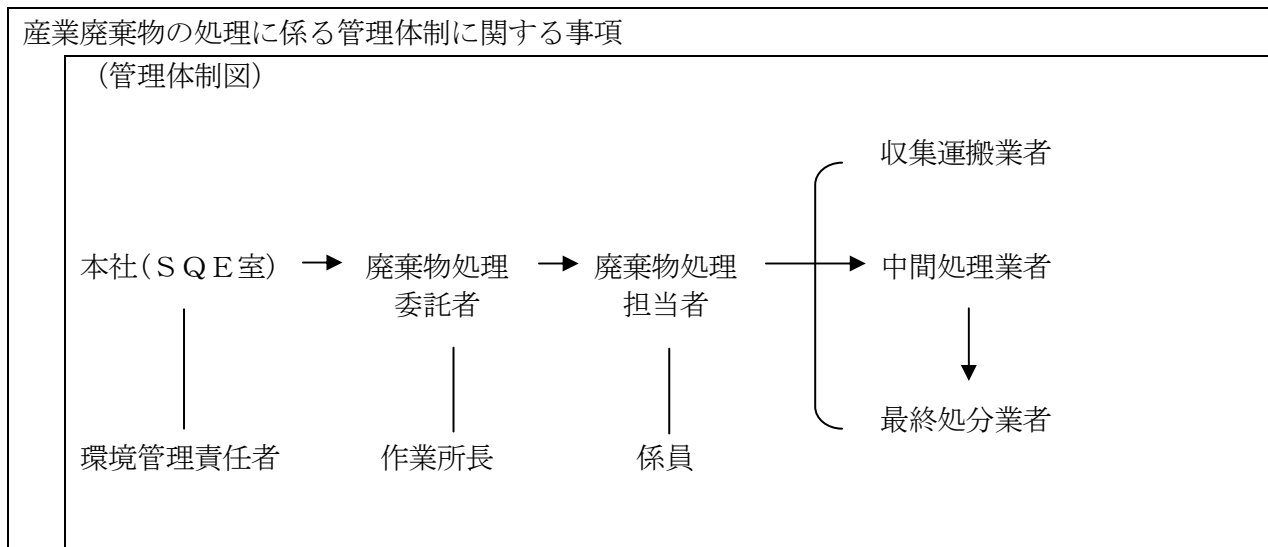 産業廃棄物の処理に係る管理体制に関する事項
（管理体制図）
収集運搬業者
本社（ＳＱＥ室）
廃棄物処理
委託者
廃棄物処理
担当者
中間処理業者
最終処分業者
環境管理責任者
作業所長
係員